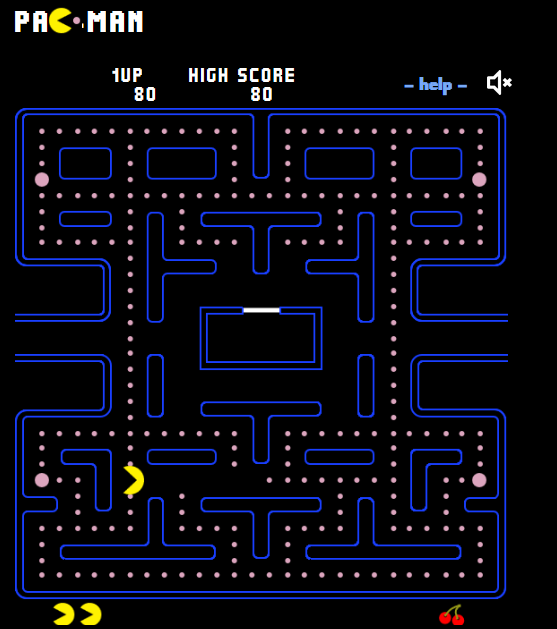 PAC-MAN
1UP HIGH SCORE
80 80
– help –